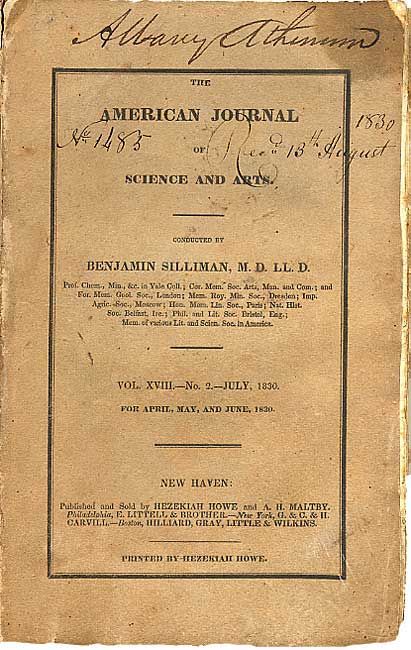 Albany Atheneum
THE
AMERICAN JOURNAL
1830
OF
No. 1485
Recd. 13th August
SCIENCE AND ARTS.
CONDUCTED BY
BENJAMIN SILLIMAN, M. D. LL. D.
Prof. Chem., Min., &c. in Yale Coll.; Cor. Mem. Soc. Arts, Man. and Com.; and
For. Mem. Geol. Soc., London; Mem. Roy. Min. Soc., Dresden; Imp.
Agric. Soc., Moscow; Hon. Mem. Lin. Soc., Paris; Nat. Hist.
Soc. Belfast, Ire.; Phil. and Lit. Soc. Bristol, Eng.;
Mem. of various Lit. and Scien. Soc. in America.
VOL. XVIII.—No. 2.—JULY, 1830.
FOR APRIL, MAY, AND JUNE, 1830.
NEW HAVEN:
Published and Sold by HEZEKIAH HOWE and A. H. MALTBY.
Philadelphia, E. LITTELL & BROTHER.—New York, G. & C. & H.
CARVILL.—Boston, HILLIARD, GRAY, LITTLE & WILKINS.
PRINTED BY HEZEKIAH HOWE.